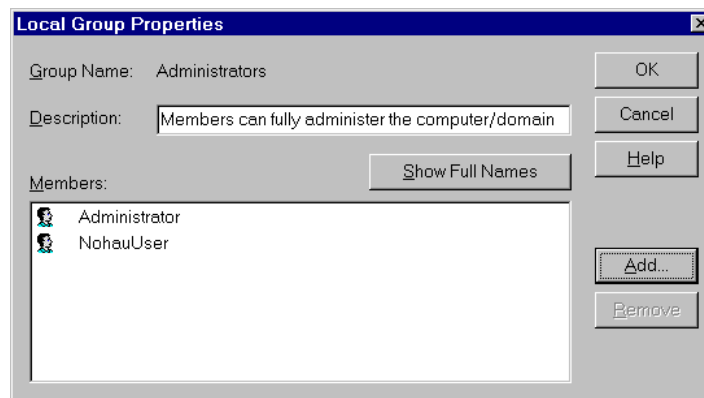 Local Group Properties
Group Name: Administrators
OK
Description: Members can fully administer the computer/domain
Cancel
Show Full Names
Help
Members:
Administrator
NohauUser
Add...
Remove